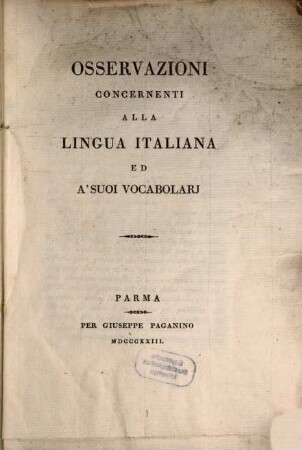 OSSERVAZIONI
CONCERNENTI
ALLA
LINGUA ITALIANA
ED
A' SUOI VOCABOLARJ
PARMA
PER GIUSEPPE PAGANINO
MDCCCXXIII.